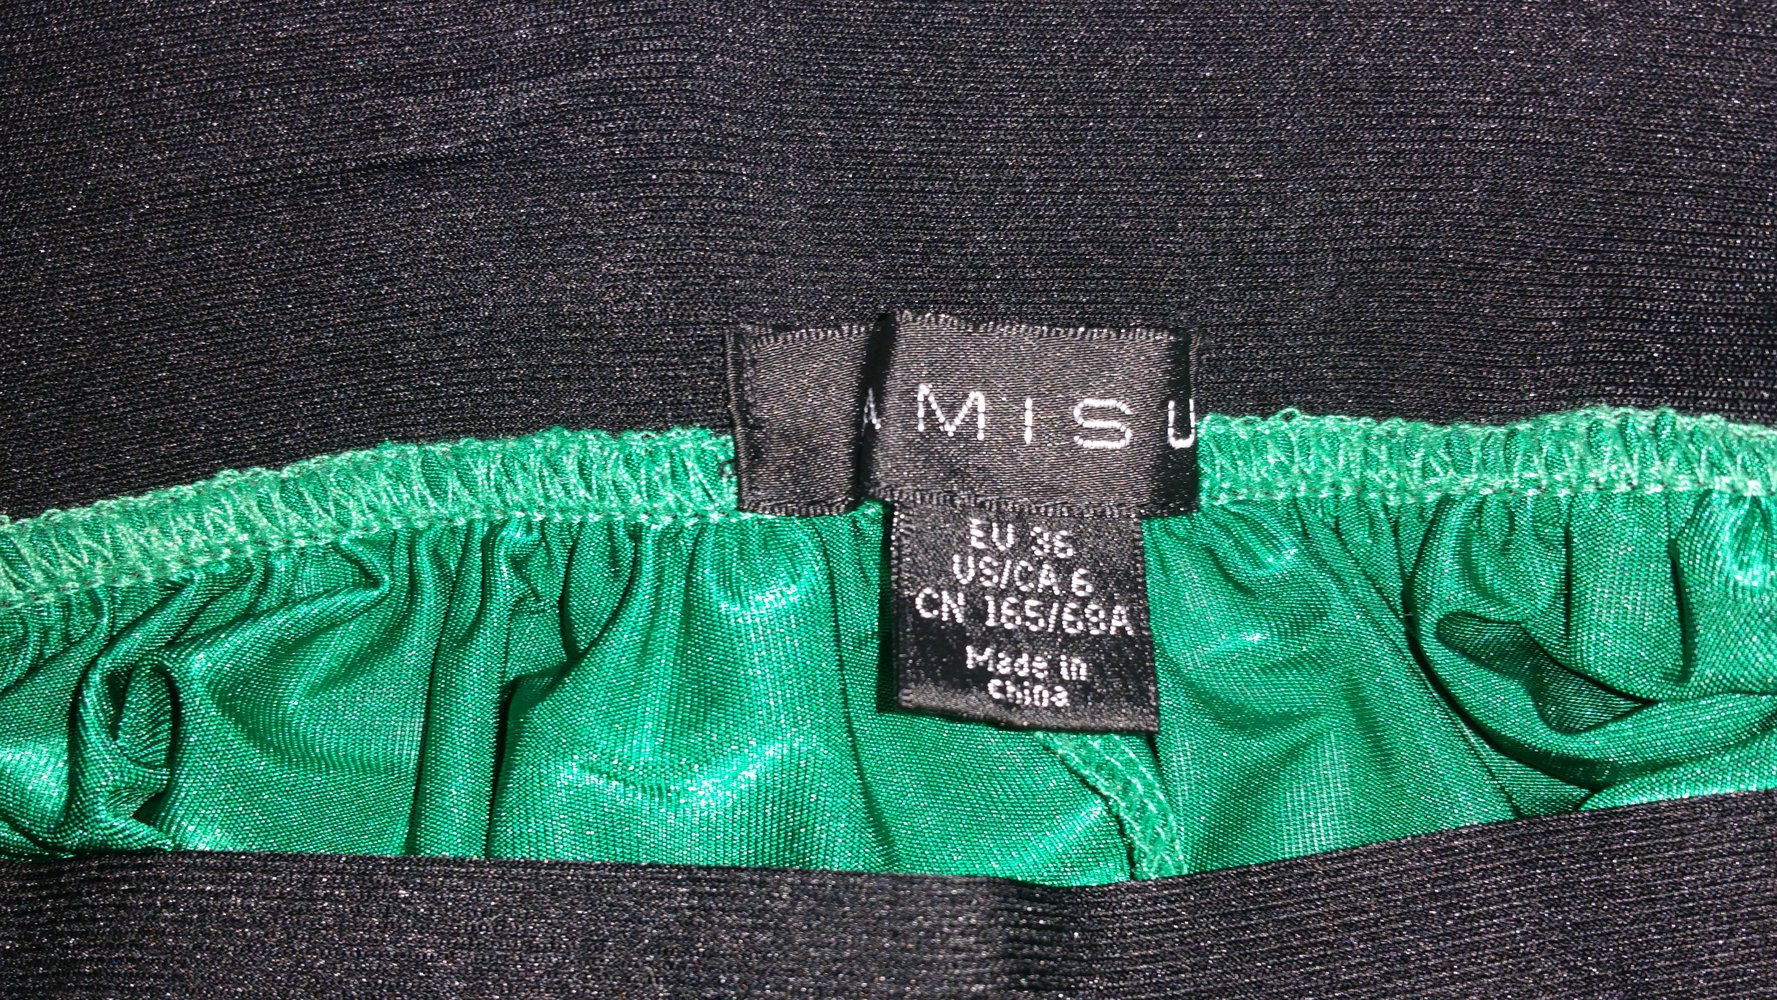 AMISU
EU 36
US/CA 6
CN 165/68A
Made in
China